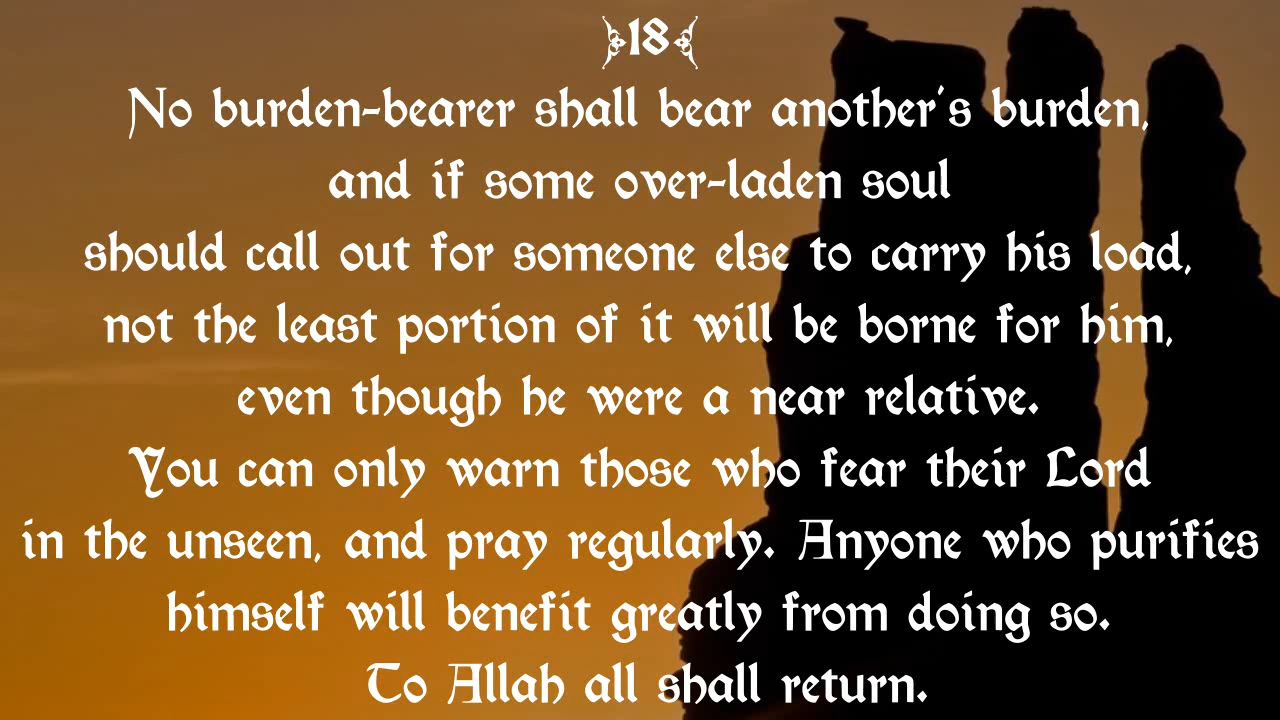 18
No burden-bearer shall bear another's burden,
and if some over-laden soul
should call out for someone else to carry his load,
not the least portion of it will be borne for him,
even though he were a near relative.
You can only warn those who fear their Lord
in the unseen, and pray regularly. Anyone who purifies
himself will benefit greatly from doing so.
To Allah all shall return.